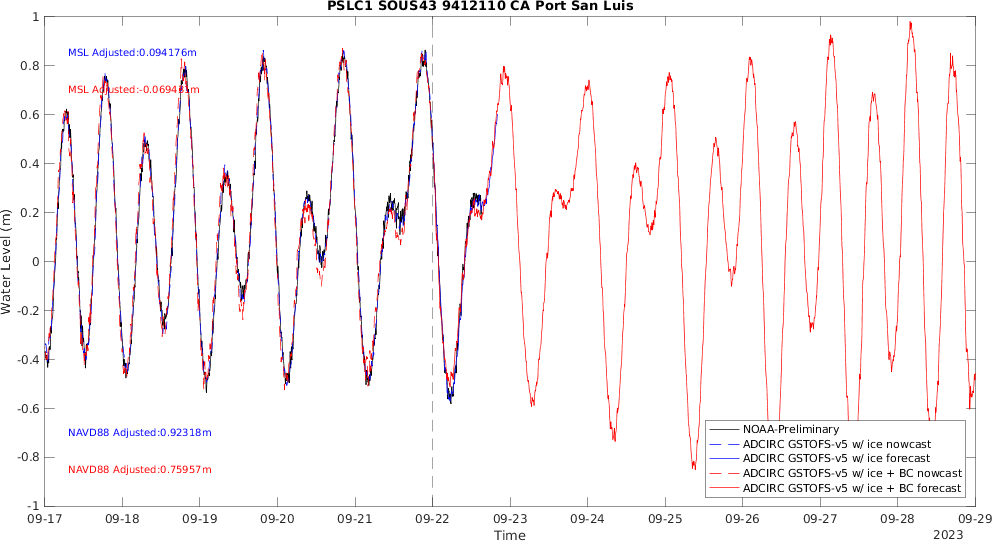 PSLC1 SOUS43 9412110 CA Port San Luis
1
0.8
0.6
0.4
0.2
0
-0.2
-0.4
-0.6
-0.8
-1
Water Level (m)
MSL Adjusted:0.094176m
NAVD88 Adjusted:0.92318m
NAVD88 Adjusted:0.75957m
NOAA-Preliminary
ADCIRC GSTOFS-v5 w/ ice nowcast
ADCIRC GSTOFS-v5 w/ ice forecast
ADCIRC GSTOFS-v5 w/ ice + BC nowcast
ADCIRC GSTOFS-v5 w/ ice + BC forecast
09-17 09-18 09-19 09-20 09-21 09-22 09-23 09-24 09-25 09-26 09-27 09-28 09-29
Time
2023